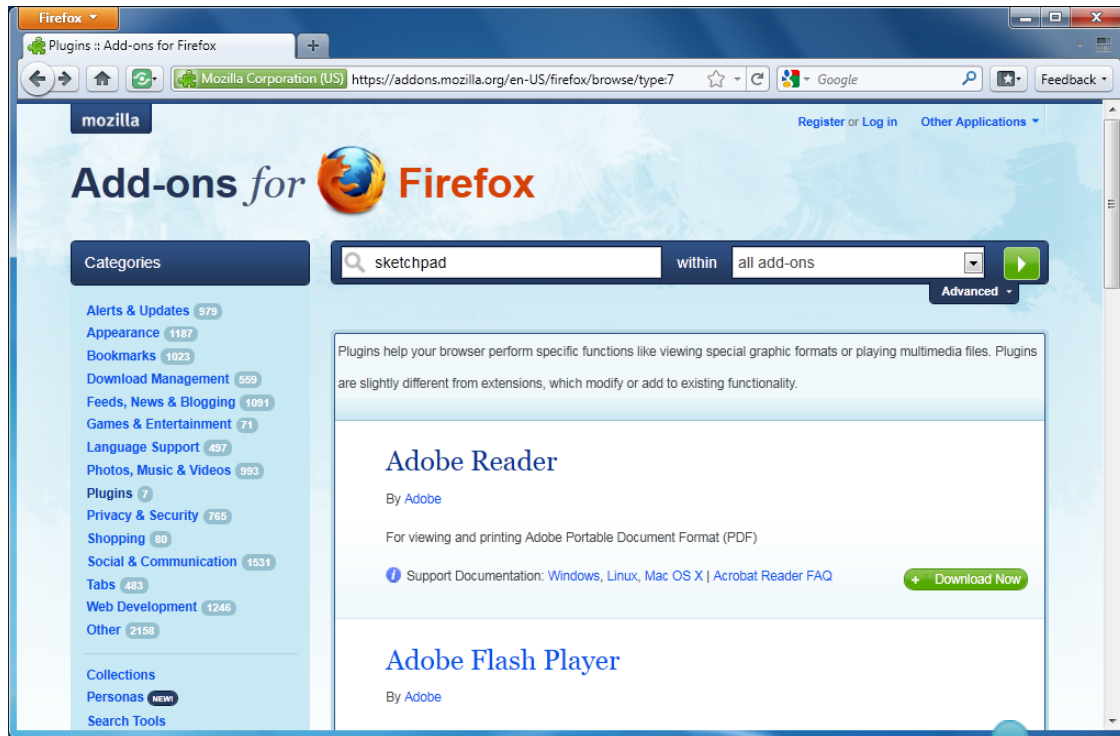 Firefox
Plugins :: Add-ons for Firefox
Mozilla Corporation (US) https://addons.mozilla.org/en-US/firefox/browse/type:7
Google
Feedback
mozilla
Register or Log in Other Applications
Add-ons for Firefox
Categories
sketchpad within all add-ons
Advanced
Alerts & Updates 979
Appearance 1187
Bookmarks 1023
Download Management 559
Feeds, News & Blogging 1091
Games & Entertainment 71
Language Support 497
Photos, Music & Videos 993
Plugins 7
Privacy & Security 765
Shopping 80
Social & Communication 1531
Tabs 483
Web Development 1246
Other 2158
Collections
Personas NEW!
Search Tools
Plugins help your browser perform specific functions like viewing special graphic formats or playing multimedia files. Plugins
are slightly different from extensions, which modify or add to existing functionality.
Adobe Reader
By Adobe
For viewing and printing Adobe Portable Document Format (PDF)
Support Documentation: Windows, Linux, Mac OS X | Acrobat Reader FAQ
+ Download Now
Adobe Flash Player
By Adobe